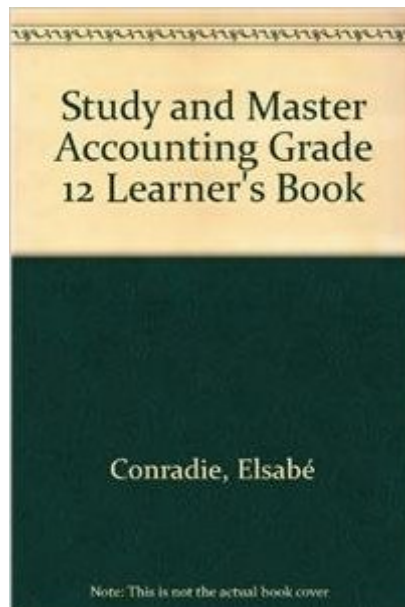 Study and Master
Accounting Grade
12 Learner's Book
Conradie, Elsabé
Note: This is not the actual book cover